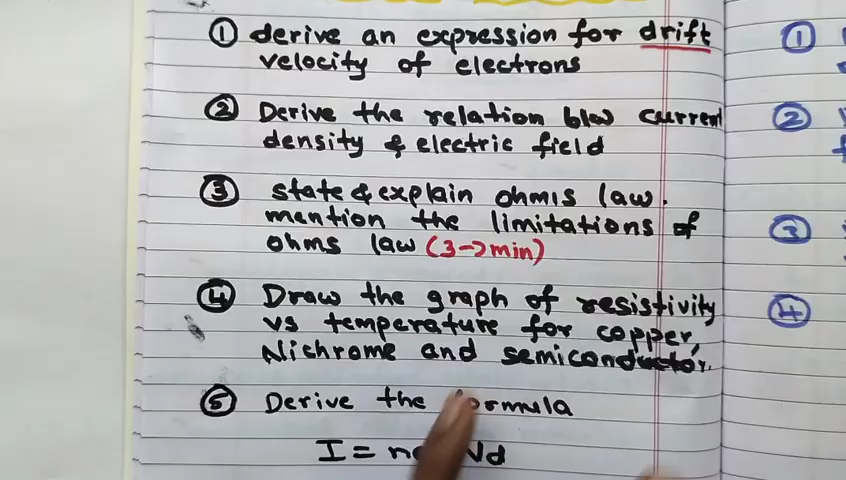 ① derive an expression for drift
velocity of electrons
② Derive the relation b/w current
density & electric field
③ state & explain ohms law.
mention the limitations of
ohms law (3→min)
④ Draw the graph of resistivity
vs temperature for copper,
Nichrome and semiconductor.
⑤ Derive the formula
I = Vd
①
②
③
④